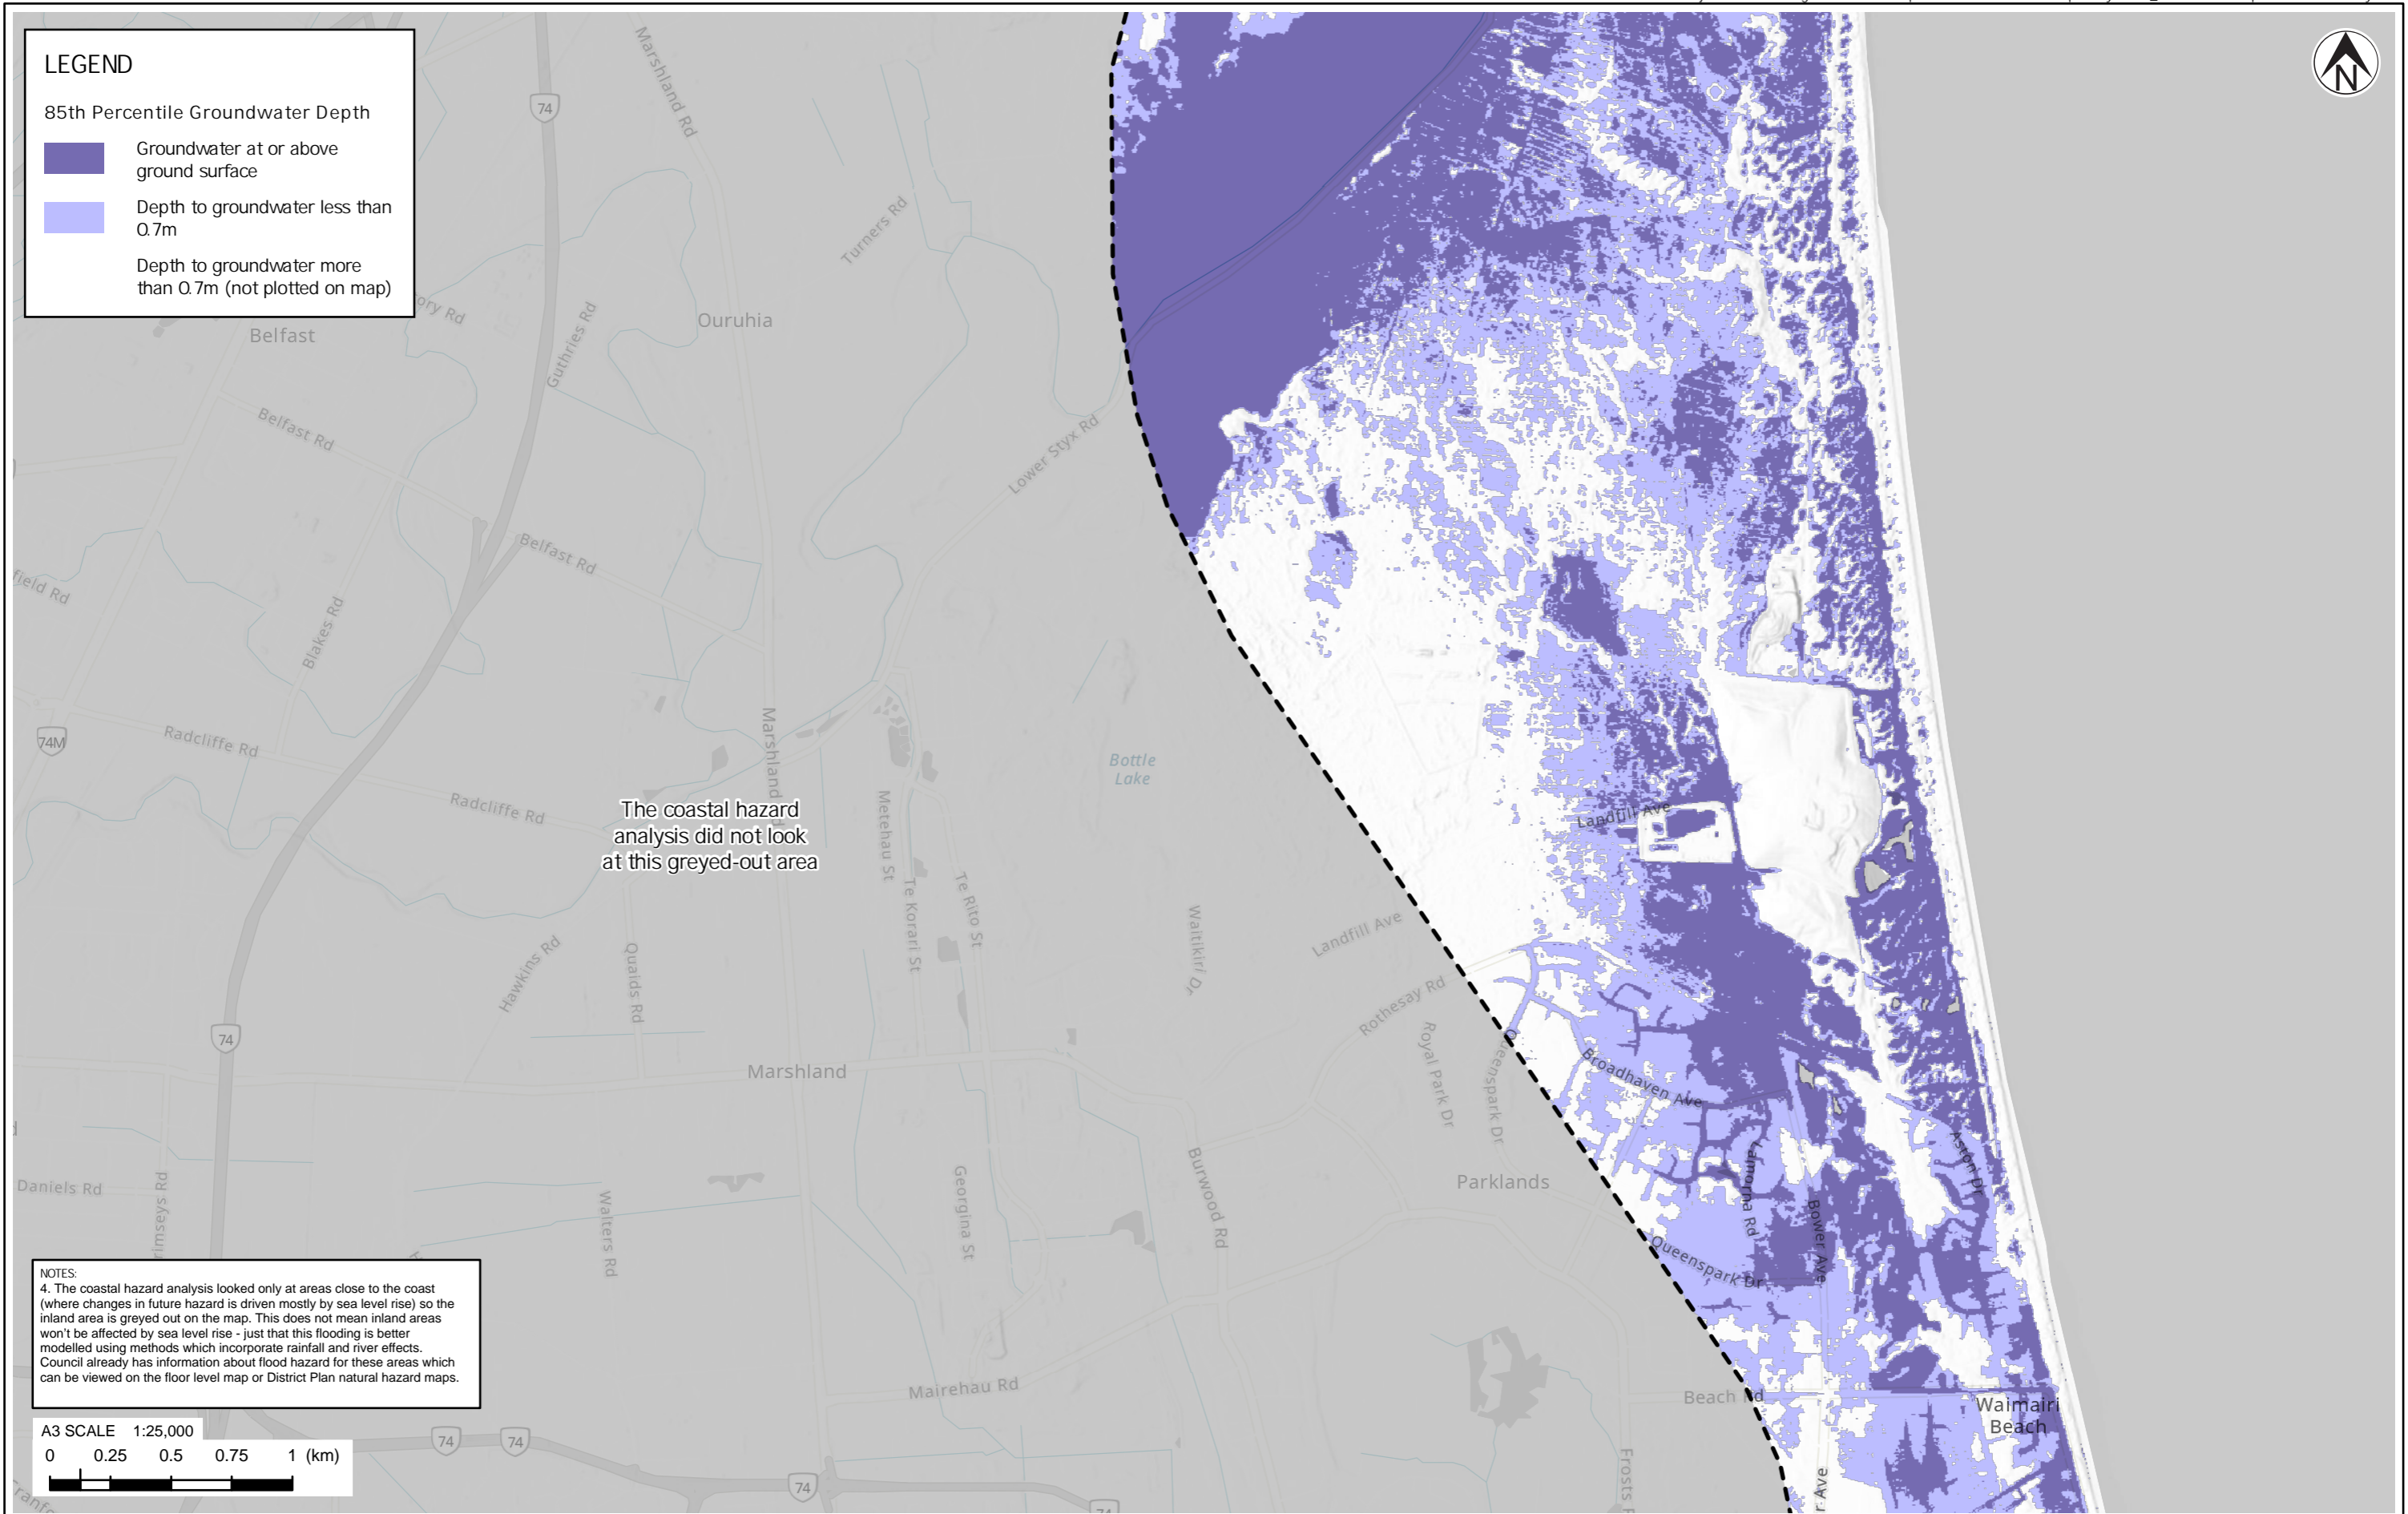 LEGEND
85th Percentile Groundwater Depth
Groundwater at or above
ground surface
Depth to groundwater less than
0.7m
Depth to groundwater more
than 0.7m (not plotted on map)
N
Marshland Rd
74
Turners Rd
Ouruhia
Guthries Rd
Belfast
Belfast Rd
Lower Styx Rd
Belfast Rd
Blakes Rd
74M
Radcliffe Rd
Marshland Rd
Bottle
Lake
Radcliffe Rd
The coastal hazard
analysis did not look
at this greyed-out area
Metehau St
Landfill Ave
Te Korari St
Te Rito St
Waitikiri Dr
Landfill Ave
Hawkins Rd
Quaids Rd
Rothesay Rd
74
Royal Park Dr
Queenspark Dr
Broadhaven Ave
Marshland
Aston Dr
Lamorna Rd
Daniels Rd
Walters Rd
Georgina St
Burwood Rd
Parklands
Bower Ave
Queenspark Dr
NOTES:
4. The coastal hazard analysis looked only at areas close to the coast
(where changes in future hazard is driven mostly by sea level rise) so the
inland area is greyed out on the map. This does not mean inland areas
won't be affected by sea level rise - just that this flooding is better
modelled using methods which incorporate rainfall and river effects.
Council already has information about flood hazard for these areas which
can be viewed on the floor level map or District Plan natural hazard maps.
Mairehau Rd
Beach Rd
Waimairi
Beach
A3 SCALE 1:25,000
0 0.25 0.5 0.75 1 (km)
74
74
74
74
Frosts
Ave